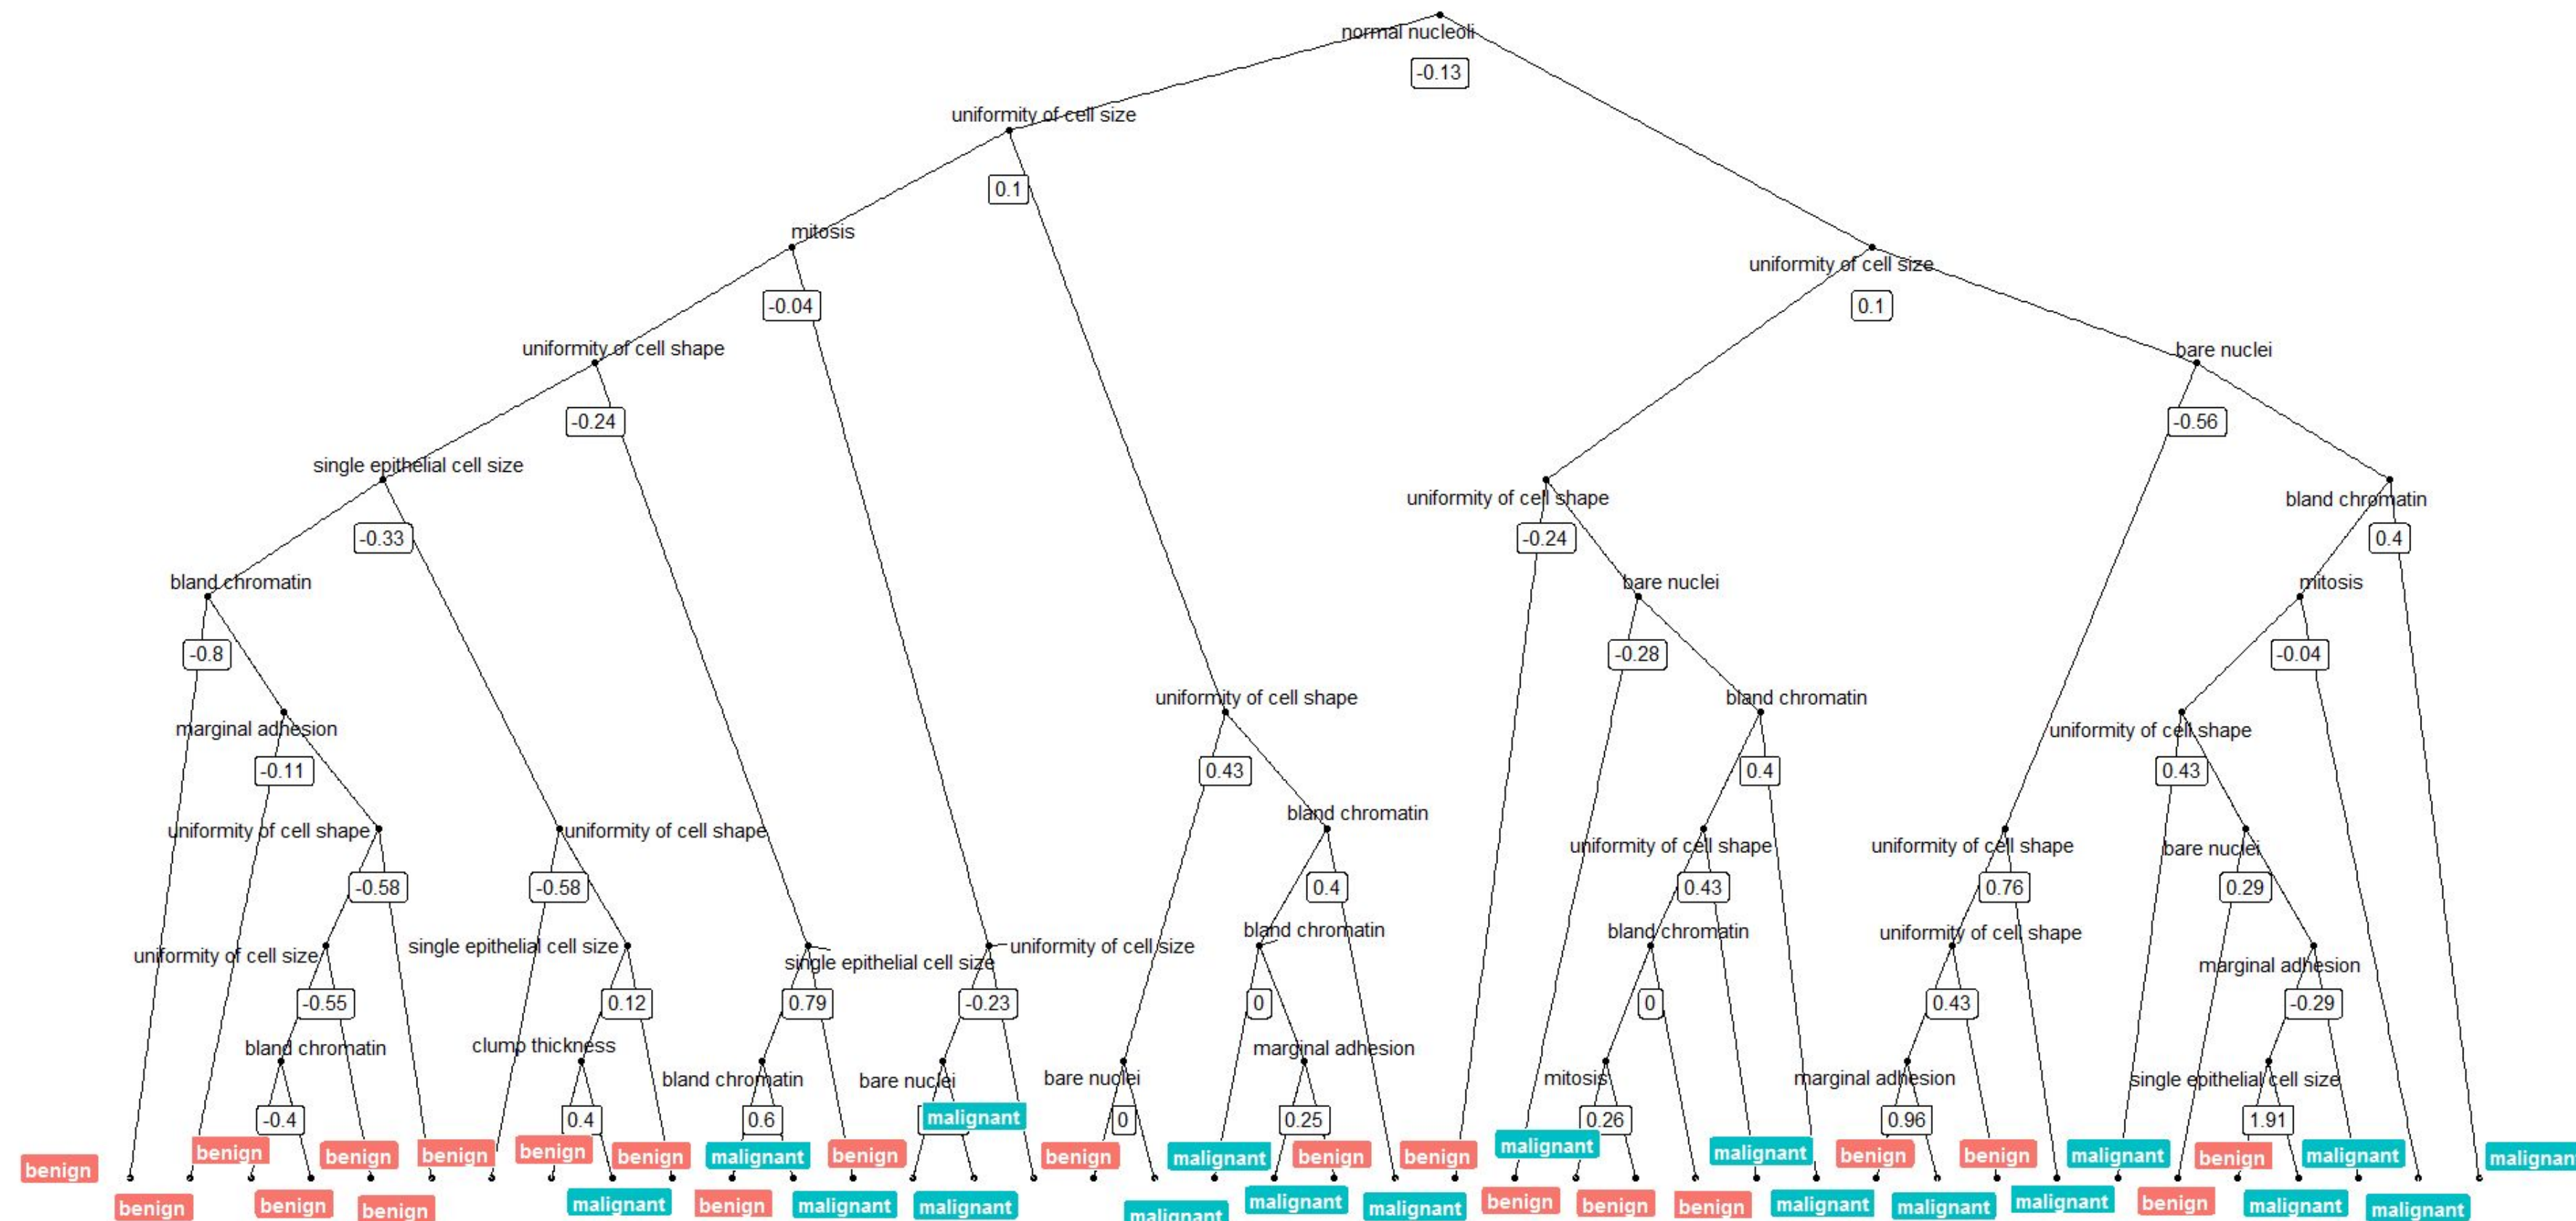 normal nucleoli
-0.13
uniformity of cell size
0.1
mitosis
-0.04
uniformity of cell size
0.1
uniformity of cell shape
-0.24
bare nuclei
-0.56
single epithelial cell size
-0.33
uniformity of cell shape
-0.24
bland chromatin
0.4
bland chromatin
-0.8
bare nuclei
-0.28
mitosis
-0.04
marginal adhesion
-0.11
uniformity of cell shape
0.43
bland chromatin
0.4
uniformity of cell shape
0.43
uniformity of cell shape
-0.58
uniformity of cell shape
-0.58
bland chromatin
0.4
uniformity of cell shape
0.43
uniformity of cell shape
0.76
bare nuclei
0.29
uniformity of cell size
-0.55
single epithelial cell size
0.12
single epithelial cell size
0.79
uniformity of cell size
-0.23
bland chromatin
0
bland chromatin
0
uniformity of cell shape
0.43
marginal adhesion
-0.29
bland chromatin
-0.4
clump thickness
0.4
bland chromatin
0.6
bare nuclei
bare nuclei
0
marginal adhesion
0.25
mitosis
0.26
marginal adhesion
0.96
single epithelial cell size
1.91
benign
benign
benign
benign
benign
benign
benign
benign
benign
malignant
malignant
benign
benign
malignant
malignant
malignant
benign
malignant
malignant
malignant
benign
malignant
benign
malignant
benign
benign
benign
malignant
malignant
benign
malignant
benign
malignant
malignant
benign
benign
malignant
malignant
malignant
malignant